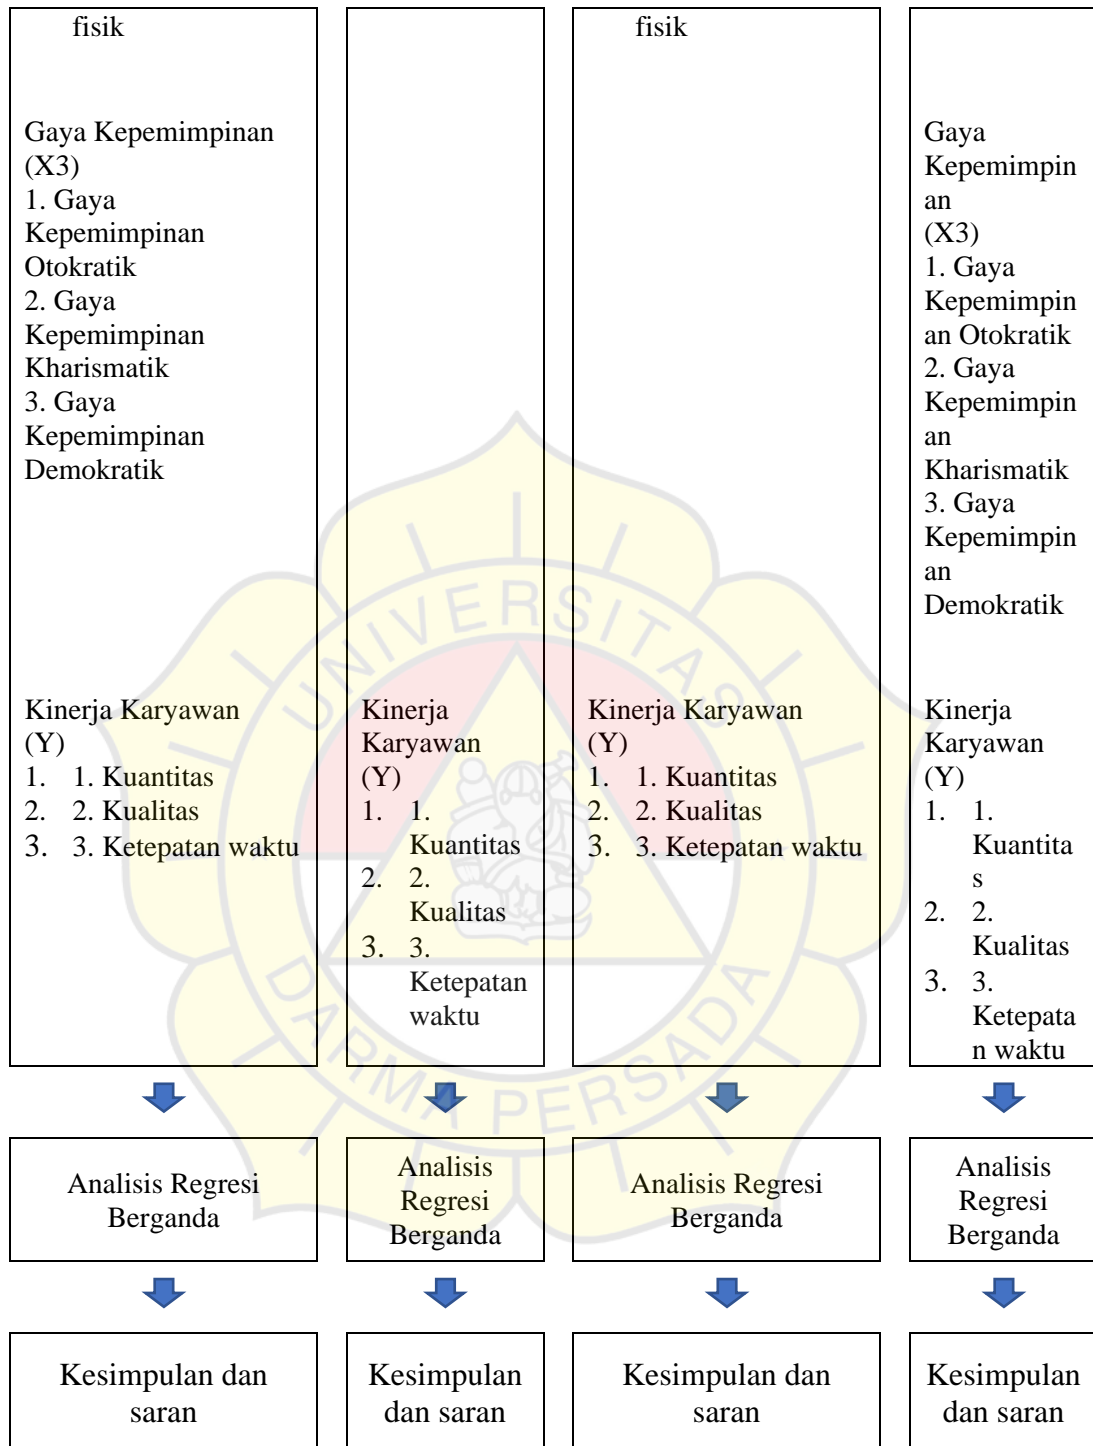 fisik
Gaya Kepemimpinan
(X3)
1. Gaya
Kepemimpinan
Otokratik
2. Gaya
Kepemimpinan
Kharismatik
3. Gaya
Kepemimpinan
Demokratik
Kinerja Karyawan
(Y)
1. 1. Kuantitas
2. 2. Kualitas
3. 3. Ketepatan waktu
Kinerja
Karyawan
(Y)
1. 1.
Kuantitas
2. 2.
Kualitas
3. 3.
Ketepatan
waktu
fisik
Kinerja Karyawan
(Y)
1. 1. Kuantitas
2. 2. Kualitas
3. 3. Ketepatan waktu
Gaya
Kepemimpin
an
(X3)
1. Gaya
Kepemimpin
an Otokratik
2. Gaya
Kepemimpin
an
Kharismatik
3. Gaya
Kepemimpin
an
Demokratik
Kinerja
Karyawan
(Y)
1. 1.
Kuantita
s
2. 2.
Kualitas
3. 3.
Ketepata
n waktu
Analisis Regresi
Berganda
Analisis
Regresi
Berganda
Analisis Regresi
Berganda
Analisis
Regresi
Berganda
Kesimpulan dan
saran
Kesimpulan
dan saran
Kesimpulan dan
saran
Kesimpulan
dan saran
UNIVERSITAS
DARMA PERSADA